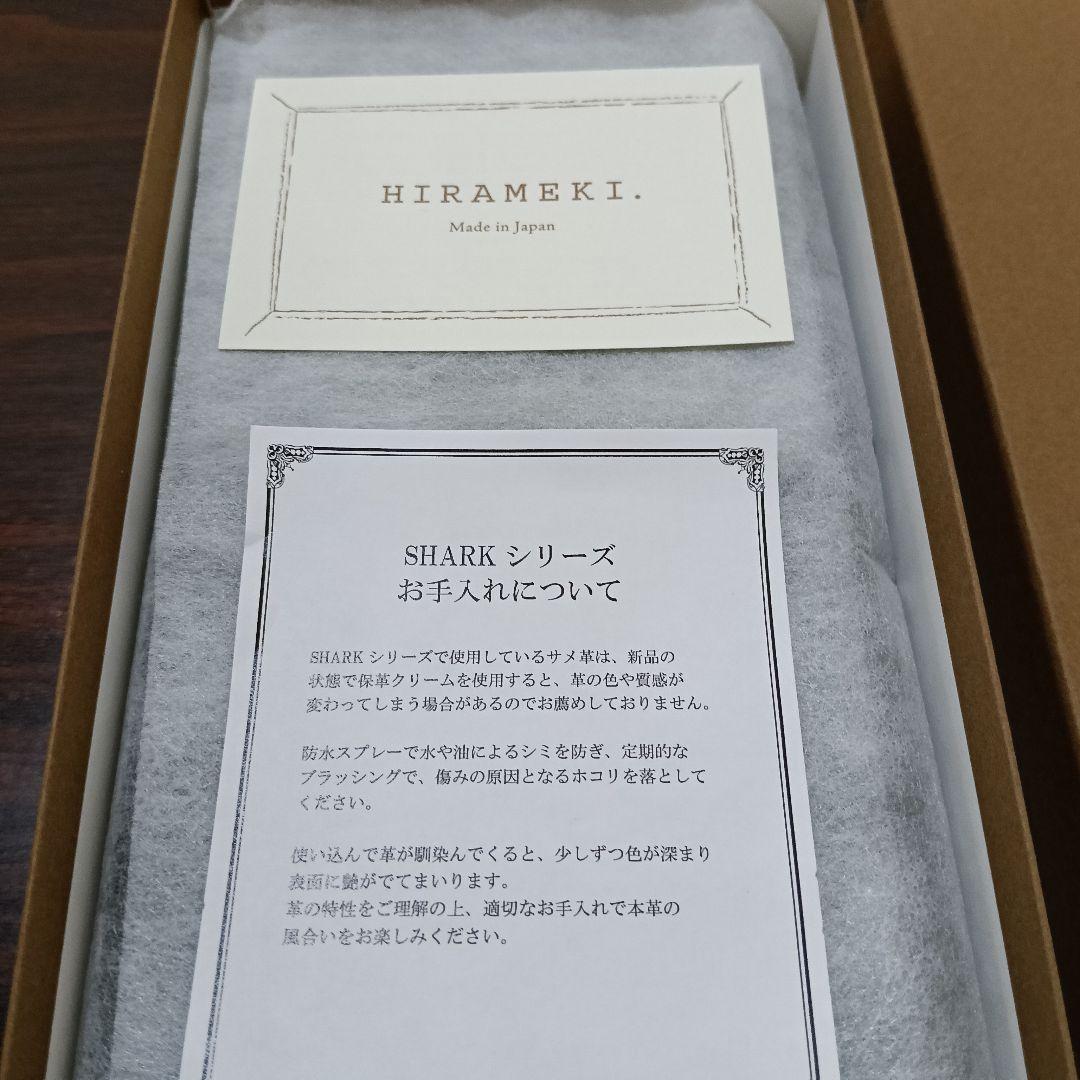 HIRAMEKI.
Made in Japan
SHARK シリーズ
お手入れについて
SHARK シリーズで使用しているサメ革は、新品の
状態で保革クリームを使用すると、革の色や質感が
変わってしまう場合があるのでお薦めしておりません。
防水スプレーで水や油によるシミを防ぎ、定期的な
ブラッシングで、傷みの原因となるホコリを落として
ください。
使い込んで革が馴染んでくると、少しずつ色が深まり
表面に艶がでてまいります。
革の特性をご理解の上、適切なお手入れで本革の
風合いをお楽しみください。